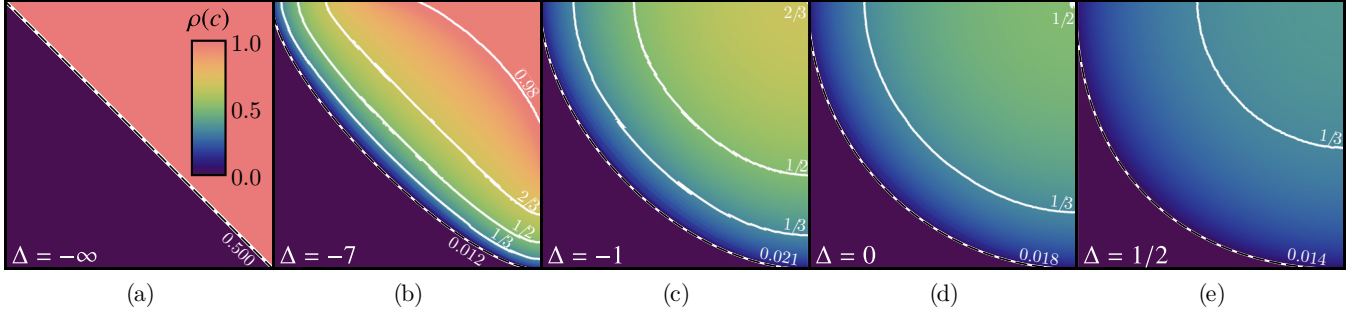 ρ(c)
1.0
0.5
0.0
0.500
Δ = −∞
0.98
2/3
1/2
1/3
0.012
Δ = −7
2/3
1/2
1/3
0.021
Δ = −1
1/2
1/3
0.018
Δ = 0
1/3
0.014
Δ = 1/2
(a)
(b)
(c)
(d)
(e)